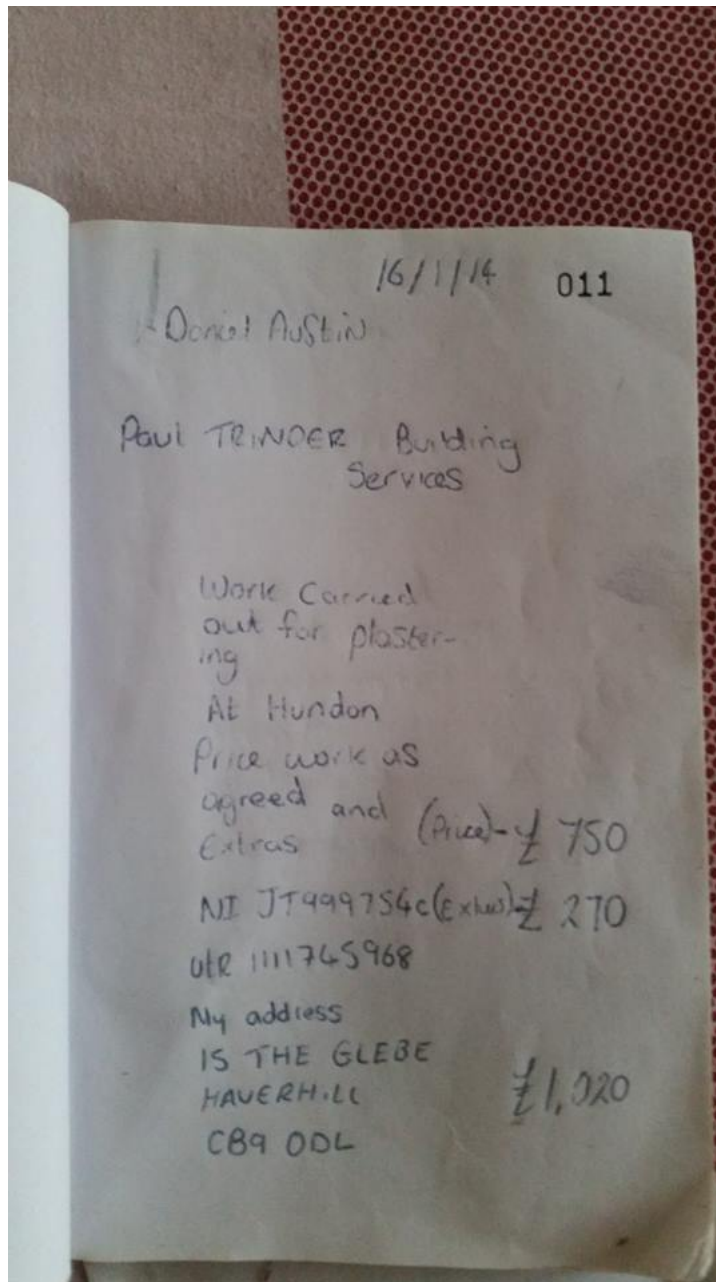 16/1/14 011
Daniel Austin
Paul TRINDER Building
Services
Work Carried
out for plaster-
ing
At Hundon
Price work as
agreed and (Price)-£ 750
Extras
NI JT999754c (Extras)-£ 270
UtR 1111745968
My address
IS THE GLEBE
HAVERHILL £1,020
CB9 0DL